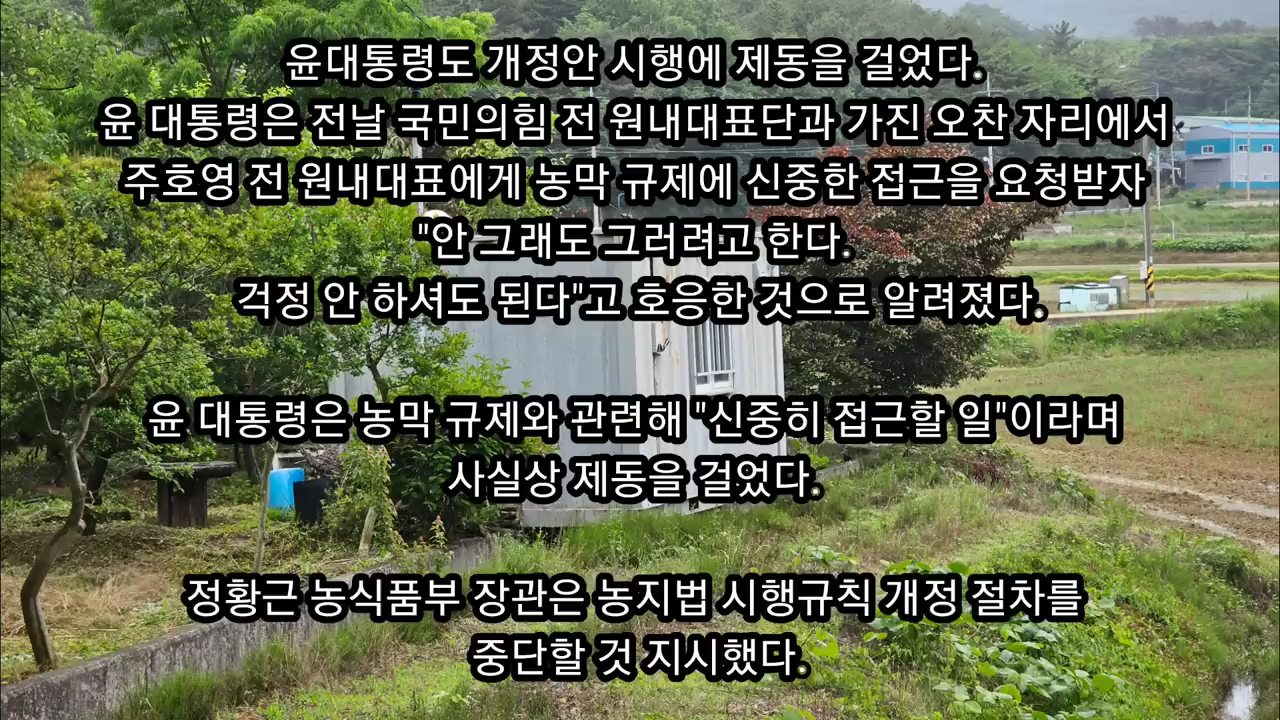 윤대통령도 개정안 시행에 제동을 걸었다.
윤 대통령은 전날 국민의힘 전 원내대표단과 가진 오찬 자리에서
주호영 전 원내대표에게 농막 규제에 신중한 접근을 요청받자
"안 그래도 그러려고 한다.
걱정 안 하셔도 된다"고 호응한 것으로 알려졌다.
윤 대통령은 농막 규제와 관련해 "신중히 접근할 일"이라며
사실상 제동을 걸었다.
정황근 농식품부 장관은 농지법 시행규칙 개정 절차를
중단할 것 지시했다.